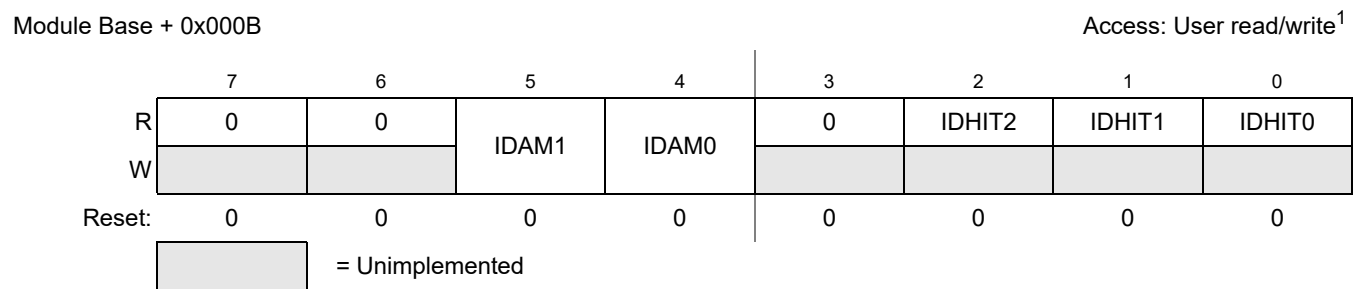 Module Base + 0x000B Access: User read/write1
7 6 5 4 3 2 1 0
R 0 0 IDAM1 IDAM0 0 IDHIT2 IDHIT1 IDHIT0
W
Reset: 0 0 0 0 0 0 0 0
= Unimplemented